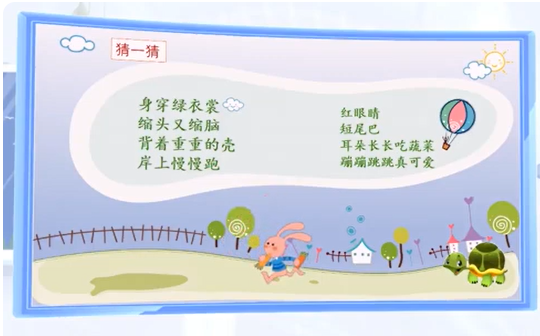 猜一猜
身穿绿衣裳
缩头又缩脑
背着重重的壳
岸上慢慢跑
红眼睛
短尾巴
耳朵长长吃蔬菜
蹦蹦跳跳真可爱